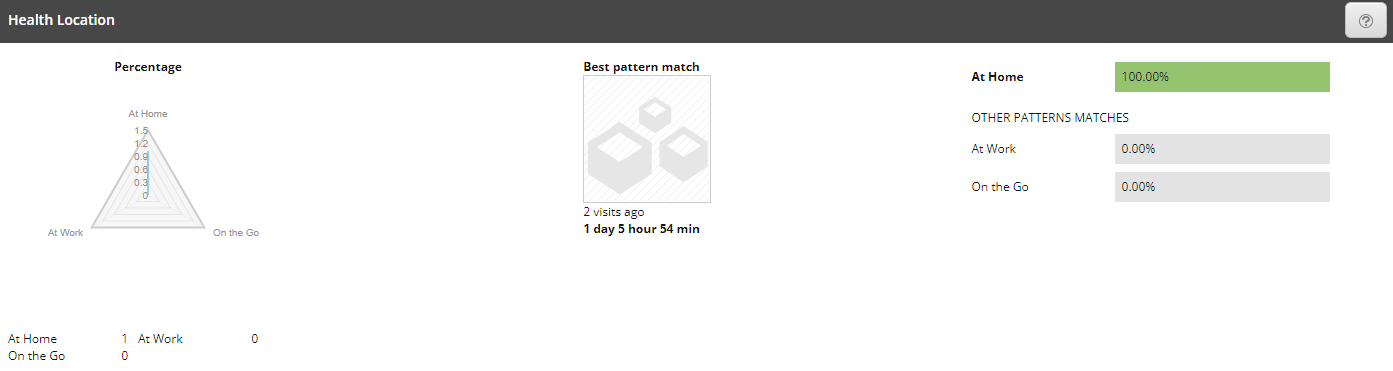 Health Location
?
Percentage
At Home
1.5
1.2
0.9
0.6
0.3
0
At Work
On the Go
Best pattern match
2 visits ago
1 day 5 hour 54 min
At Home 100.00%
OTHER PATTERNS MATCHES
At Work 0.00%
On the Go 0.00%
At Home 1 At Work 0
On the Go 0